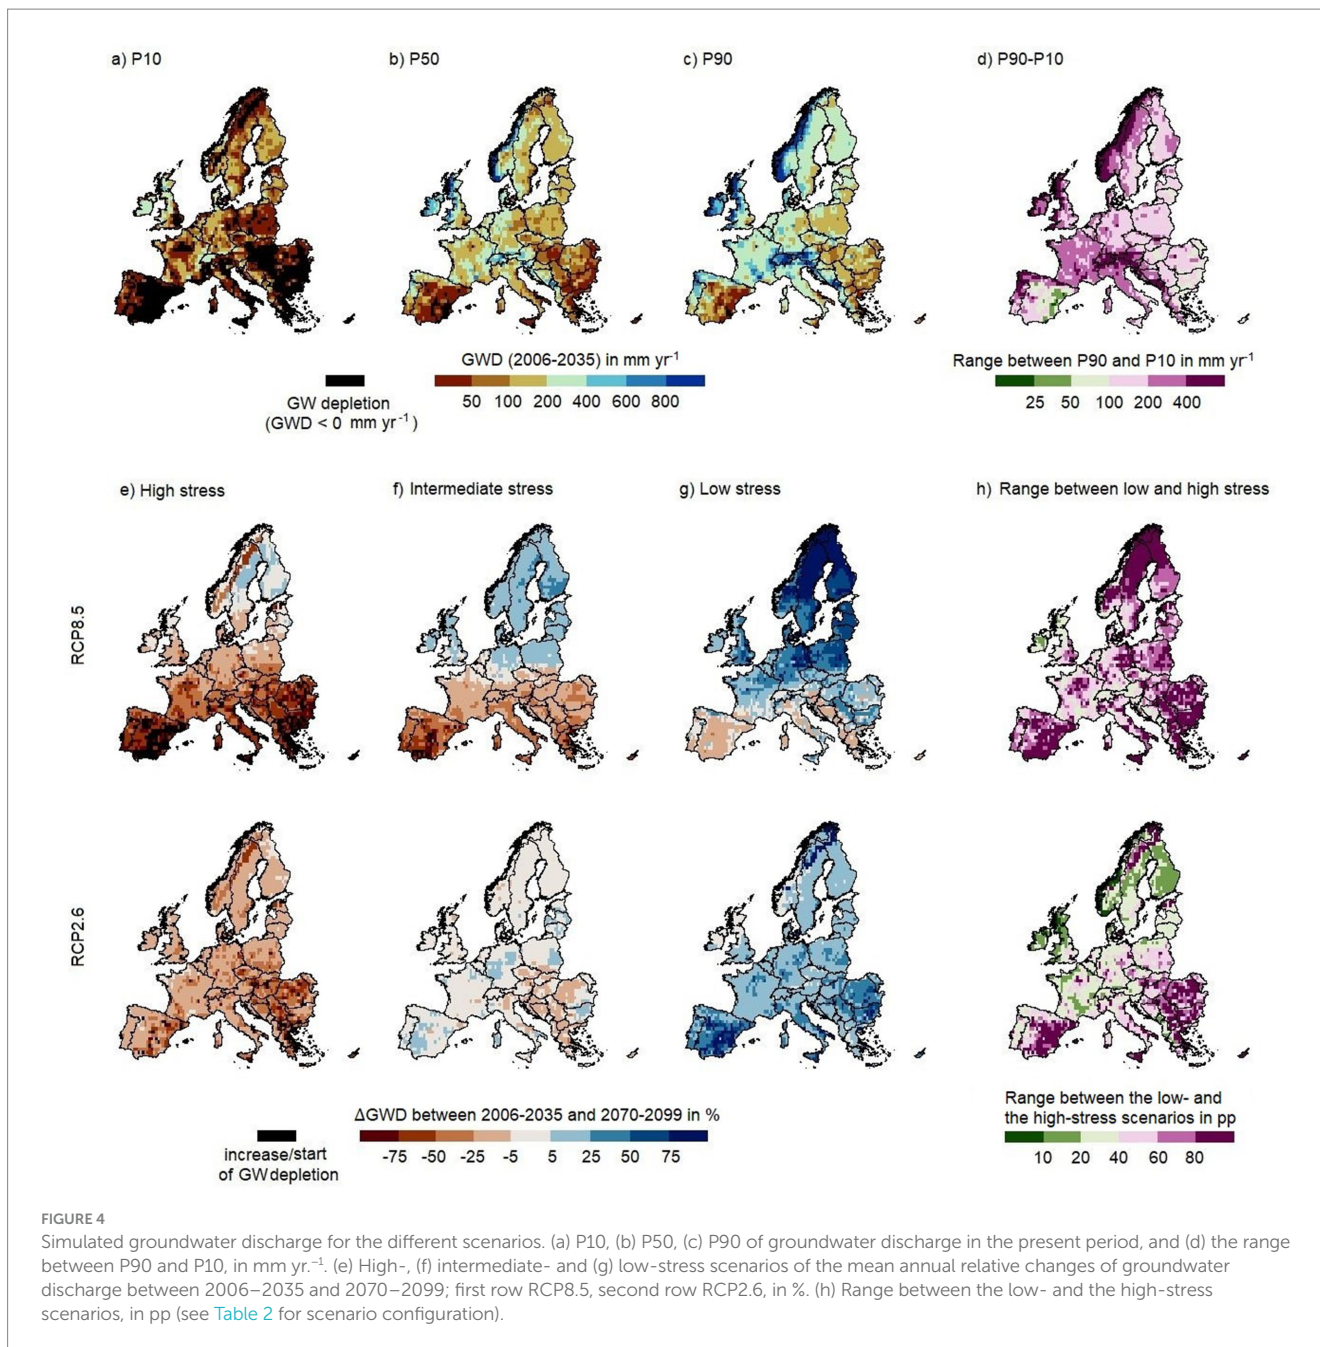 a) P10
b) P50
c) P90
d) P90-P10
GWD (2006-2035) in mm yr-1
50 100 200 400 600 800
GW depletion
(GWD < 0 mm yr-1)
Range between P90 and P10 in mm yr-1
25 50 100 200 400
e) High stress
f) Intermediate stress
g) Low stress
h) Range between low and high stress
RCP8.5
RCP2.6
increase/start
of GW depletion
ΔGWD between 2006-2035 and 2070-2099 in %
-75 -50 -25 -5 5 25 50 75
Range between the low- and
the high-stress scenarios in pp
10 20 40 60 80
FIGURE 4
Simulated groundwater discharge for the different scenarios. (a) P10, (b) P50, (c) P90 of groundwater discharge in the present period, and (d) the range
between P90 and P10, in mm yr.⁻¹. (e) High-, (f) intermediate- and (g) low-stress scenarios of the mean annual relative changes of groundwater
discharge between 2006–2035 and 2070–2099; first row RCP8.5, second row RCP2.6, in %. (h) Range between the low- and the high-stress
scenarios, in pp (see Table 2 for scenario configuration).